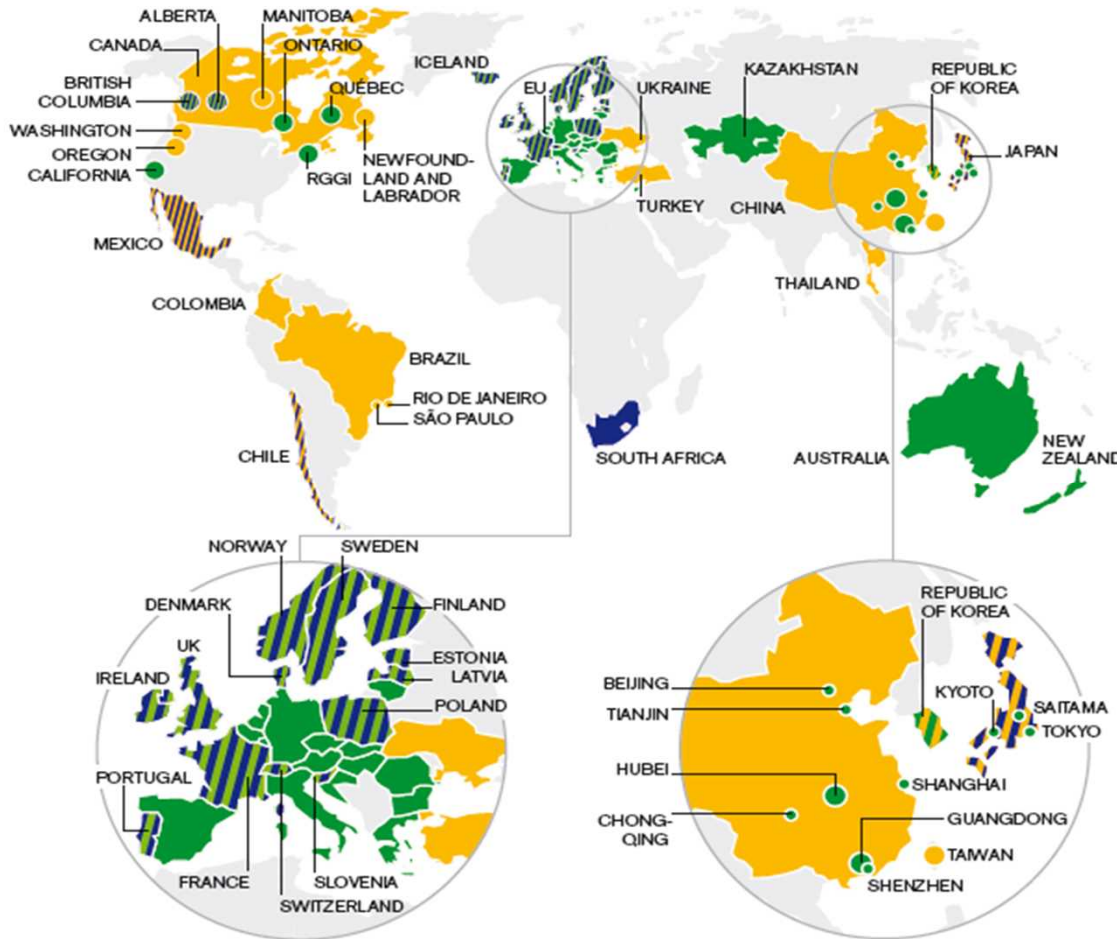 ALBERTA
MANITOBA
CANADA
ONTARIO
BRITISH
COLUMBIA
QUÉBEC
WASHINGTON
OREGON
CALIFORNIA
RGGI
NEWFOUND-
LAND AND
LABRADOR
MEXICO
ICELAND
EU
UKRAINE
TURKEY
KAZAKHSTAN
REPUBLIC
OF KOREA
JAPAN
CHINA
THAILAND
COLOMBIA
BRAZIL
RIO DE JANEIRO
SÃO PAULO
CHILE
SOUTH AFRICA
AUSTRALIA
NEW
ZEALAND
NORWAY
SWEDEN
DENMARK
FINLAND
UK
IRELAND
ESTONIA
LATVIA
POLAND
PORTUGAL
FRANCE
SLOVENIA
SWITZERLAND
REPUBLIC
OF KOREA
BEIJING
TIANJIN
KYOTO
SAITAMA
TOKYO
HUBEI
SHANGHAI
CHONG-
QING
GUANGDONG
TAIWAN
SHENZHEN